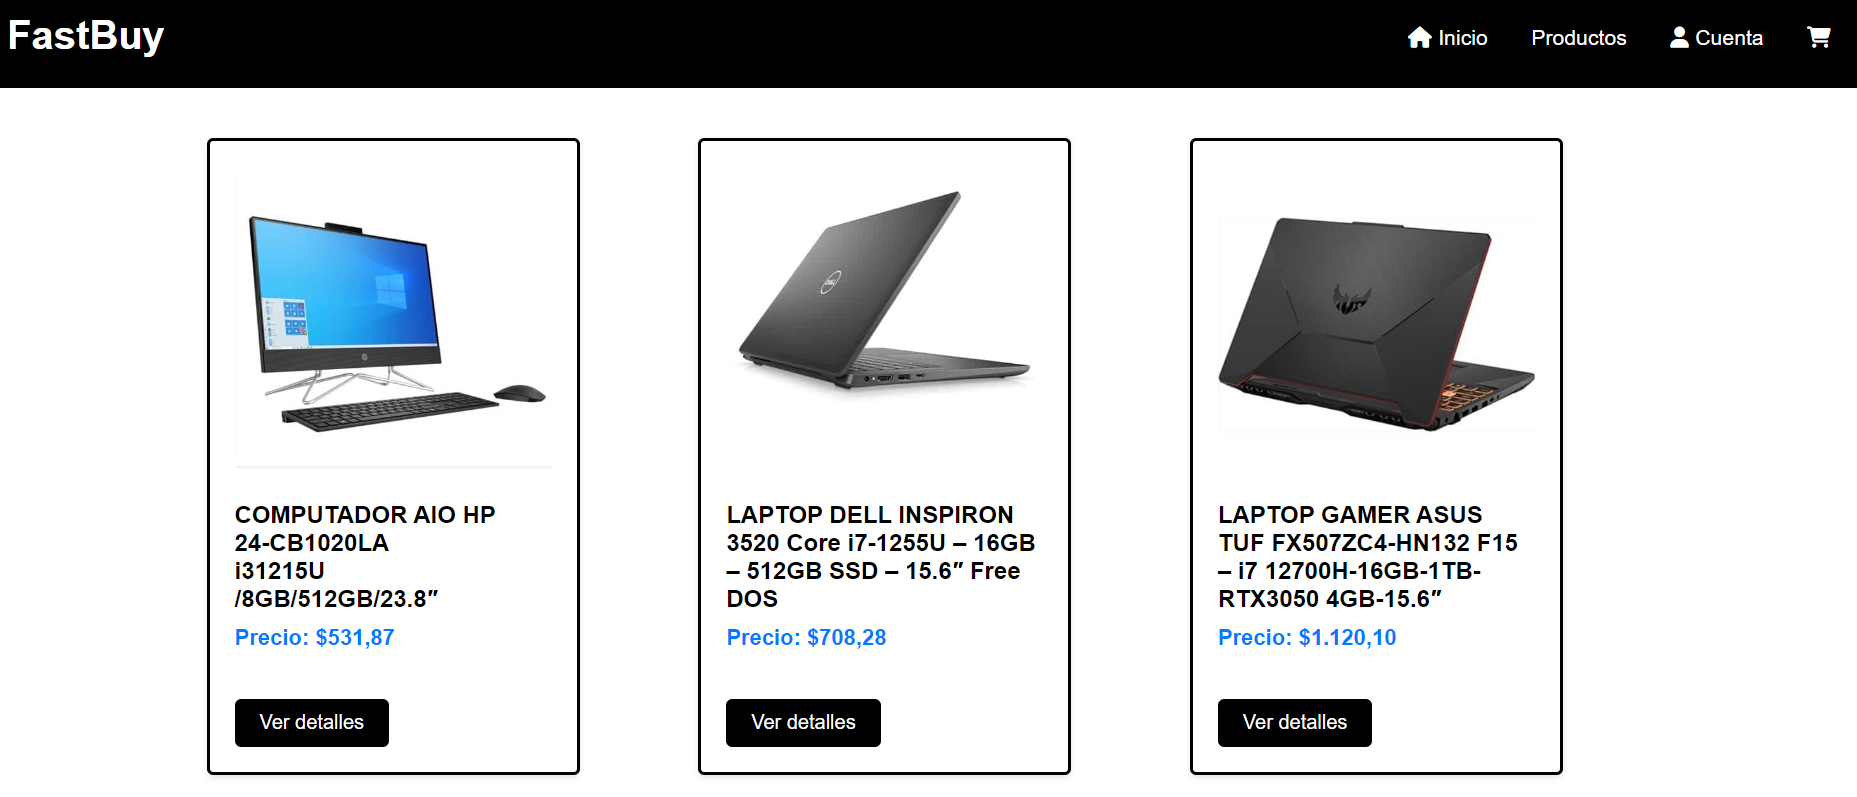 FastBuy
Inicio
Productos
Cuenta
DELL
COMPUTADOR AIO HP
24-CB1020LA
i31215U
/8GB/512GB/23.8″
Precio: $531,87
Ver detalles
LAPTOP DELL INSPIRON
3520 Core i7-1255U – 16GB
– 512GB SSD – 15.6″ Free
DOS
Precio: $708,28
Ver detalles
LAPTOP GAMER ASUS
TUF FX507ZC4-HN132 F15
– i7 12700H-16GB-1TB-
RTX3050 4GB-15.6″
Precio: $1.120,10
Ver detalles